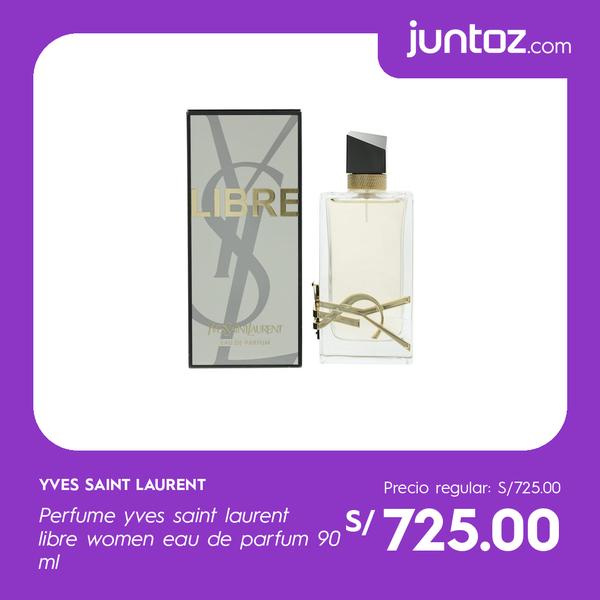 juntoz.com
LIBRE
YVES SAINT LAURENT
EAU DE PARFUM
YVES SAINT LAURENT
Perfume yves saint laurent
libre women eau de parfum 90
ml
Precio regular: S/725.00
S/ 725.00